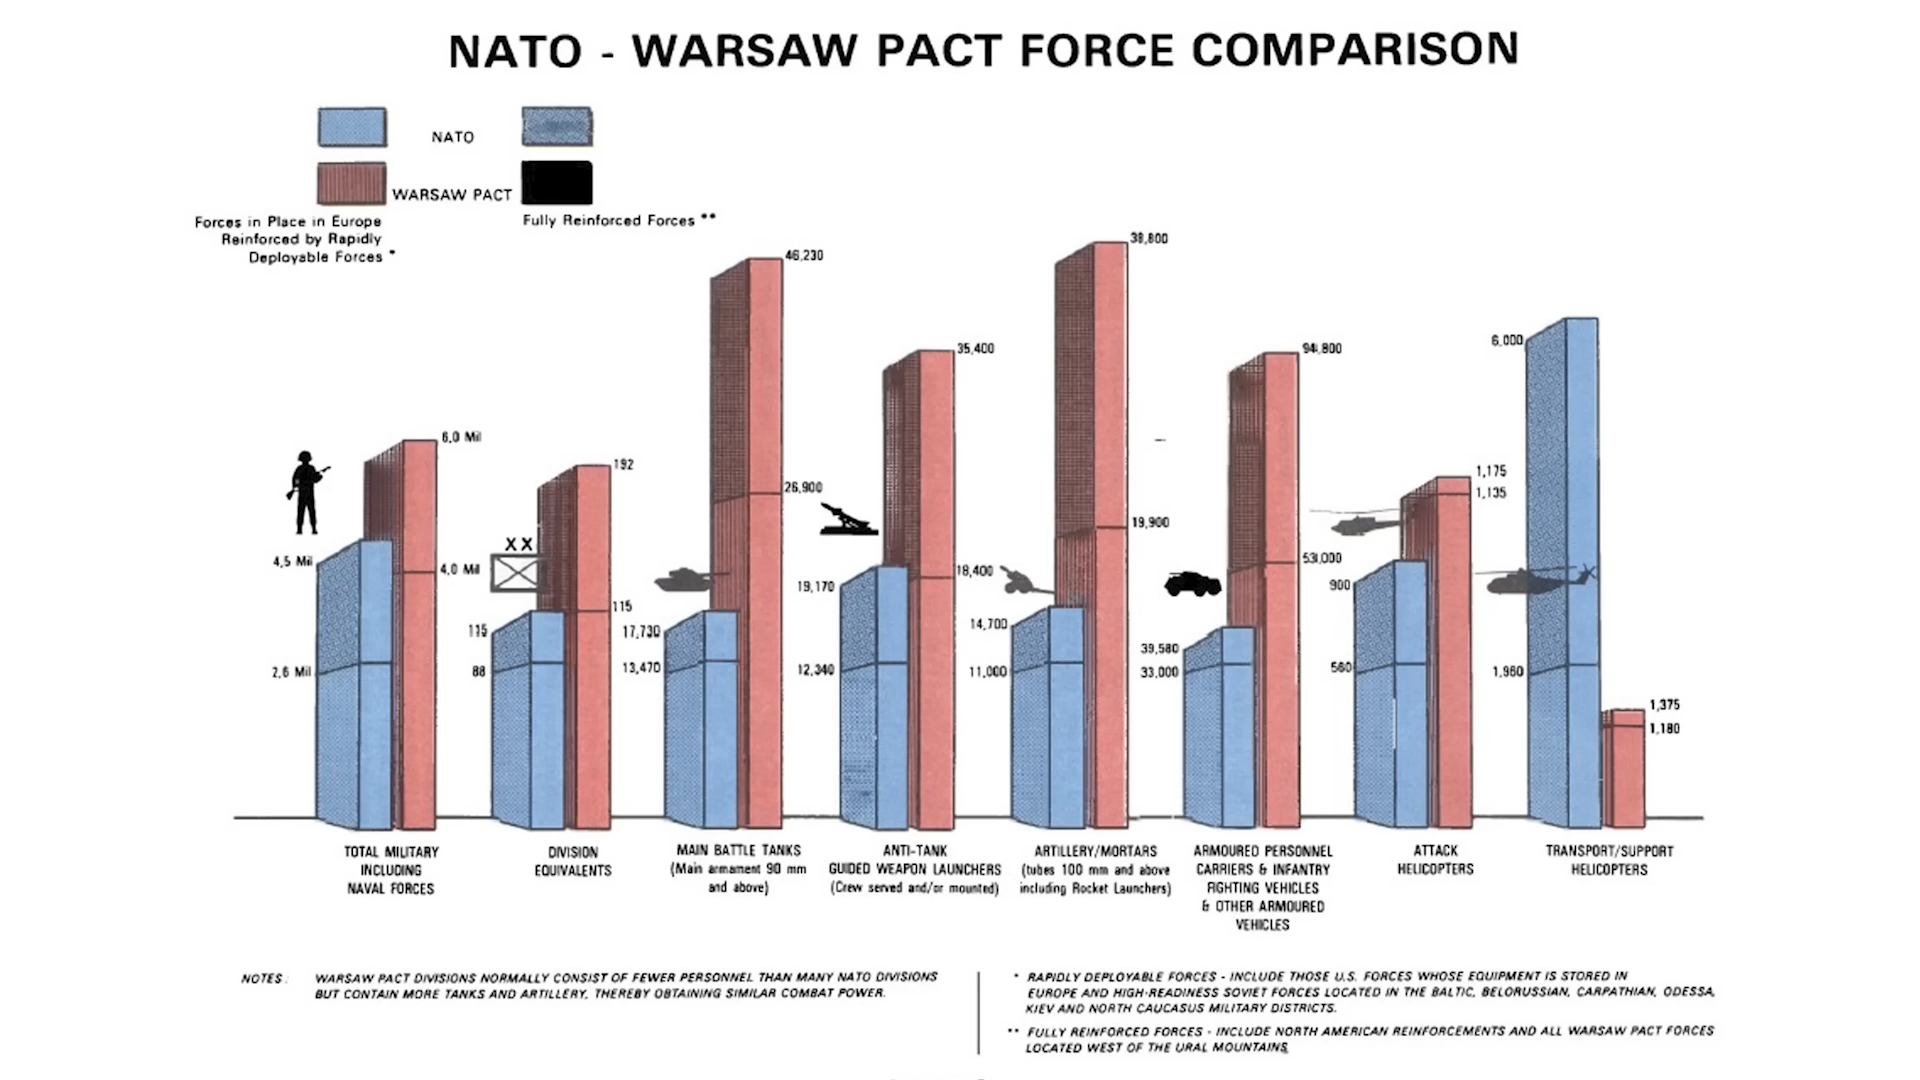 NATO - WARSAW PACT FORCE COMPARISON
NATO
WARSAW PACT
Forces in Place in Europe
Reinforced by Rapidly
Deployable Forces *
Fully Reinforced Forces **
6,0 Mil
4,5 Mil
4,0 Mil
2,6 Mil
TOTAL MILITARY
INCLUDING
NAVAL FORCES
XX
192
115
115
88
DIVISION
EQUIVALENTS
46,230
26,900
17,730
13,470
MAIN BATTLE TANKS
(Main armament 90 mm
and above)
35,400
19,170
18,400
12,340
ANTI-TANK
GUIDED WEAPON LAUNCHERS
(Crew served and/or mounted)
38,800
19,900
14,700
11,000
ARTILLERY/MORTARS
(tubes 100 mm and above
including Rocket Launchers)
94,800
53,000
39,580
33,000
ARMOURED PERSONNEL
CARRIERS & INFANTRY
FIGHTING VEHICLES
& OTHER ARMOURED
VEHICLES
1,175
1,135
900
560
ATTACK
HELICOPTERS
6,000
1,960
1,375
1,180
TRANSPORT/SUPPORT
HELICOPTERS
NOTES: WARSAW PACT DIVISIONS NORMALLY CONSIST OF FEWER PERSONNEL THAN MANY NATO DIVISIONS
BUT CONTAIN MORE TANKS AND ARTILLERY, THEREBY OBTAINING SIMILAR COMBAT POWER.
* RAPIDLY DEPLOYABLE FORCES - INCLUDE THOSE U.S. FORCES WHOSE EQUIPMENT IS STORED IN
EUROPE AND HIGH-READINESS SOVIET FORCES LOCATED IN THE BALTIC, BELORUSSIAN, CARPATHIAN, ODESSA,
KIEV AND NORTH CAUCASUS MILITARY DISTRICTS.
** FULLY REINFORCED FORCES - INCLUDE NORTH AMERICAN REINFORCEMENTS AND ALL WARSAW PACT FORCES
LOCATED WEST OF THE URAL MOUNTAINS.